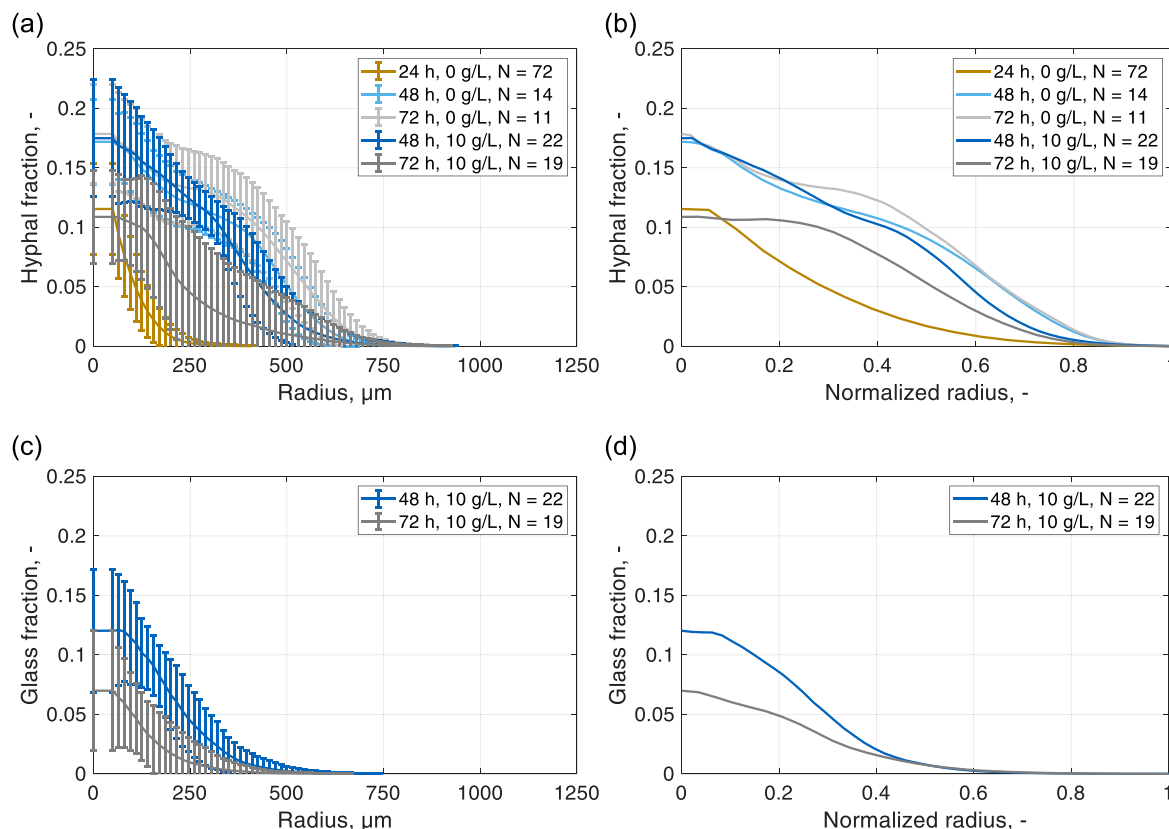 (a)
0.25
0.2
0.15
0.1
0.05
0
Hyphal fraction, -
24 h, 0 g/L, N = 72
48 h, 0 g/L, N = 14
72 h, 0 g/L, N = 11
48 h, 10 g/L, N = 22
72 h, 10 g/L, N = 19
0 250 500 750 1000 1250
Radius, µm
(b)
0.25
0.2
0.15
0.1
0.05
0
Hyphal fraction, -
24 h, 0 g/L, N = 72
48 h, 0 g/L, N = 14
72 h, 0 g/L, N = 11
48 h, 10 g/L, N = 22
72 h, 10 g/L, N = 19
0 0.2 0.4 0.6 0.8 1
Normalized radius, -
(c)
0.25
0.2
0.15
0.1
0.05
0
Glass fraction, -
48 h, 10 g/L, N = 22
72 h, 10 g/L, N = 19
0 250 500 750 1000 1250
Radius, µm
(d)
0.25
0.2
0.15
0.1
0.05
0
Glass fraction, -
48 h, 10 g/L, N = 22
72 h, 10 g/L, N = 19
0 0.2 0.4 0.6 0.8 1
Normalized radius, -